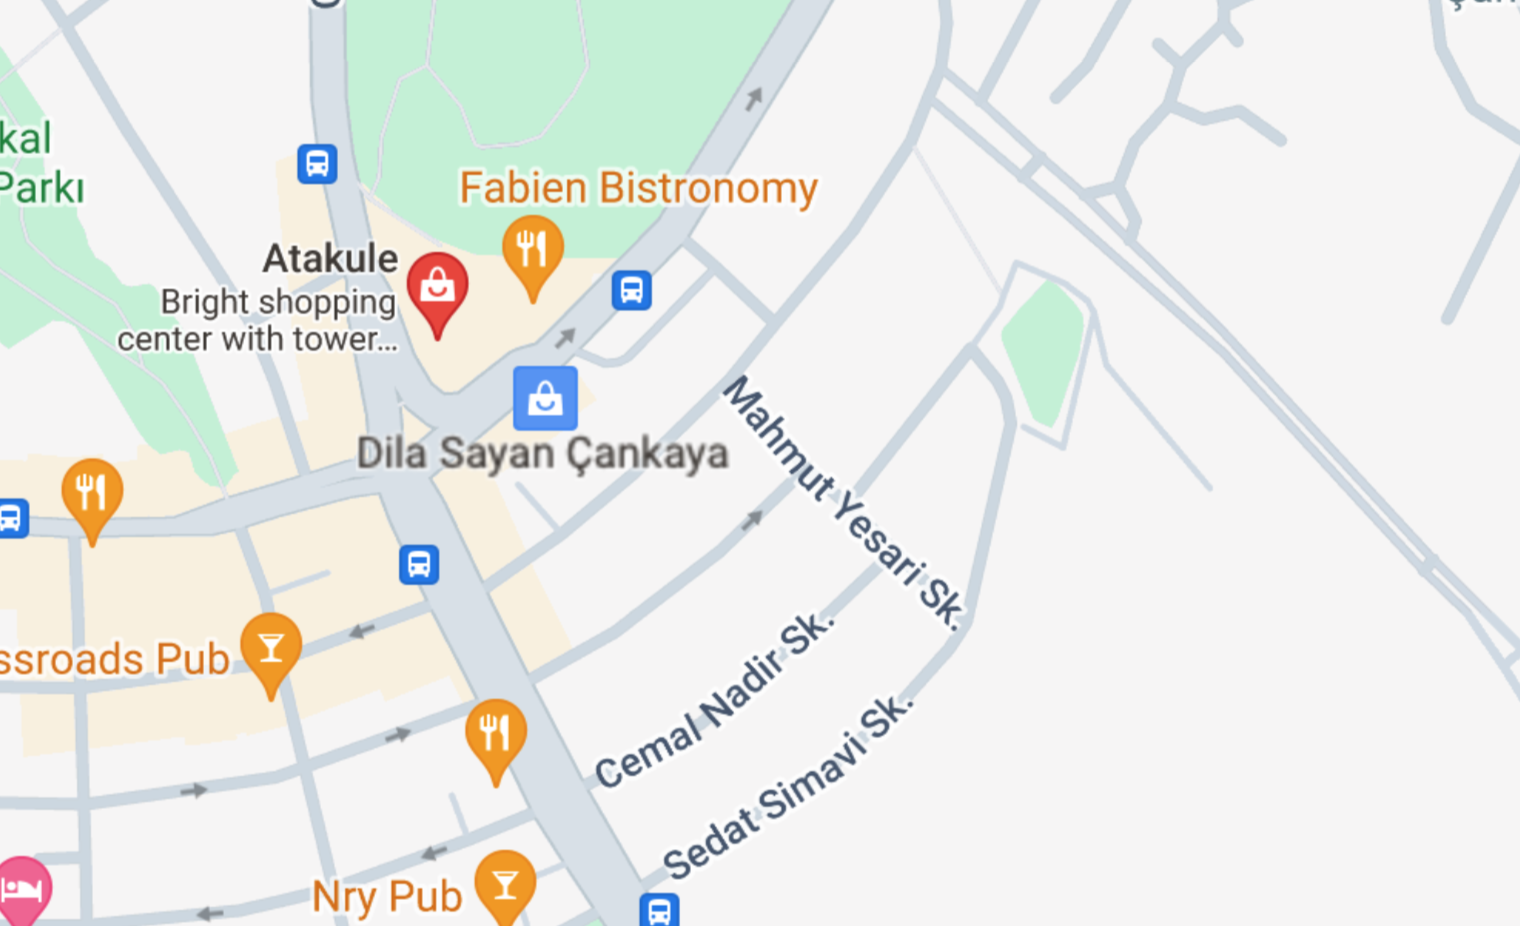 kal
Parkı
Fabien Bistronomy
Atakule
Bright shopping
center with tower...
Dila Sayan Çankaya
Mahmut Yesari Sk.
ssroads Pub
Cemal Nadir Sk.
Sedat Simavi Sk.
Nry Pub